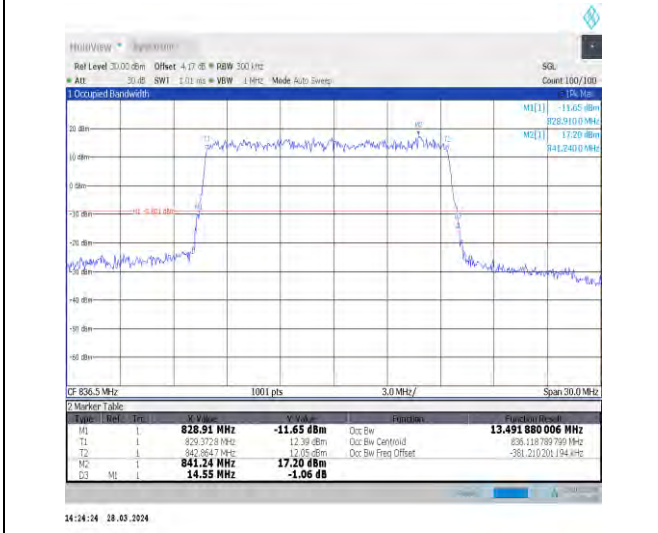 MultiView Spectrum
Ref Level 30.00 dBm Offset 4.17 dB RBW 300 kHz SGL
Att 30 dB SWT 1.01 ms VBW 1 MHz Mode Auto Sweep Count 100/100
1 Occupied Bandwidth 1Pk Max
M1[1] -11.65 dBm
828.9100 MHz
M2[1] 17.20 dBm
841.2400 MHz
20 dBm
10 dBm
0 dBm
-10 dBm
-20 dBm
-30 dBm
-40 dBm
-50 dBm
-60 dBm
M2
T1
T2
CF 836.5 MHz 1001 pts 3.0 MHz/ Span 30.0 MHz
2 Marker Table
Type Ref Trc X Value Y Value Function Function Result
M1 1 828.91 MHz -11.65 dBm Occ Bw 13.491 880 006 MHz
T1 1 829.3728 MHz 12.39 dBm Occ Bw Centroid 836.118 789 799 MHz
T2 1 842.8647 MHz 12.05 dBm Occ Bw Freq Offset -381.210 201 194 kHz
M2 1 841.24 MHz 17.20 dBm
D3 M1 1 14.55 MHz -1.06 dB
14:24:24 28.03.2024